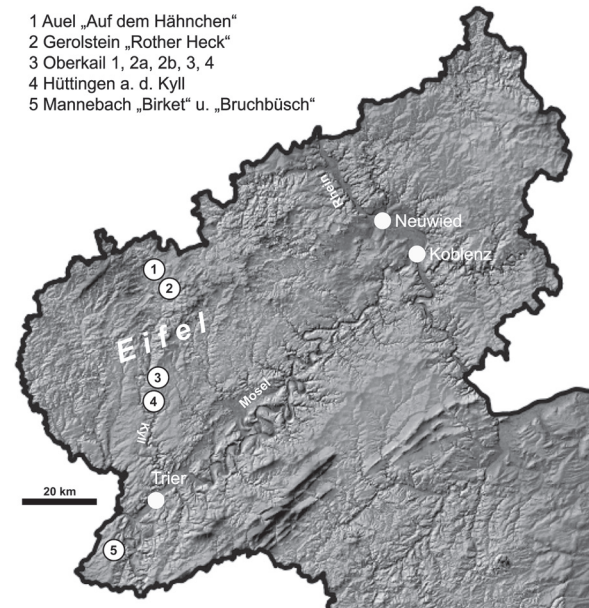 1 Auel „Auf dem Hähnchen“
2 Gerolstein „Rother Heck“
3 Oberkail 1, 2a, 2b, 3, 4
4 Hüttingen a. d. Kyll
5 Mannebach „Birket“ u. „Bruchbüsch“
Rhein
Neuwied
Koblenz
1
2
Eifel
3
4
Mosel
Kyll
Trier
20 km
5